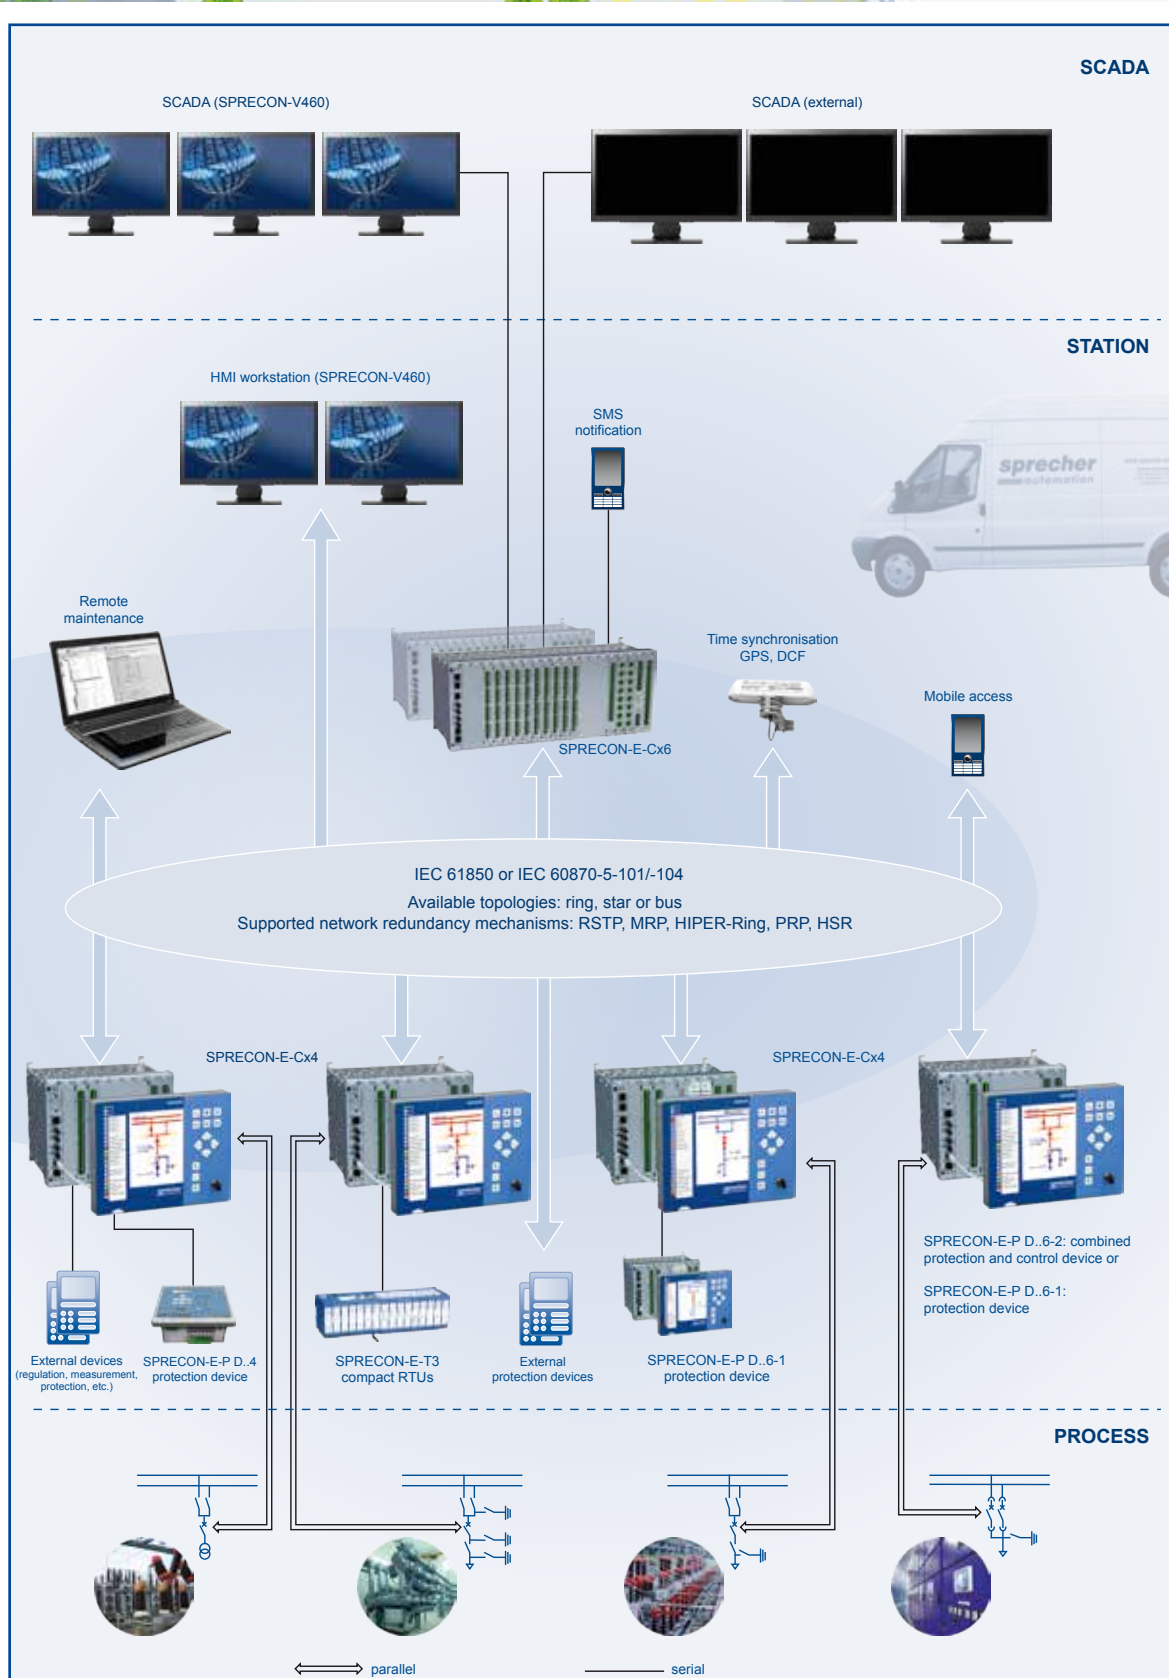 SCADA
SCADA (SPRECON-V460)
SCADA (external)
STATION
HMI workstation (SPRECON-V460)
SMS
notification
sprecher
automation
Remote
maintenance
Time synchronisation
GPS, DCF
Mobile access
SPRECON-E-Cx6
IEC 61850 or IEC 60870-5-101/-104
Available topologies: ring, star or bus
Supported network redundancy mechanisms: RSTP, MRP, HIPER-Ring, PRP, HSR
SPRECON-E-Cx4
SPRECON-E-Cx4
SPRECON-E-P D..6-2: combined
protection and control device or
SPRECON-E-P D..6-1:
protection device
External devices
(regulation, measurement,
protection, etc.)
SPRECON-E-P D..4
protection device
SPRECON-E-T3
compact RTUs
External
protection devices
SPRECON-E-P D..6-1
protection device
PROCESS
parallel
serial